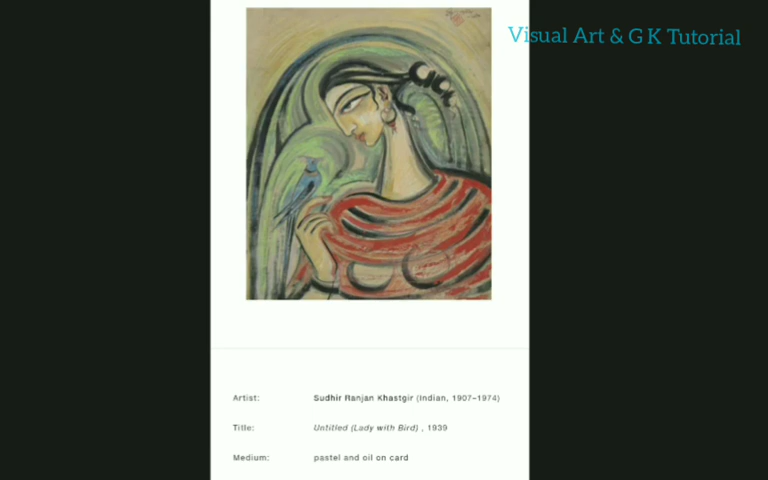 Visual Art & G K Tutorial
Artist: Sudhir Ranjan Khastgir (Indian, 1907–1974)
Title: Untitled (Lady with Bird) , 1939
Medium: pastel and oil on card